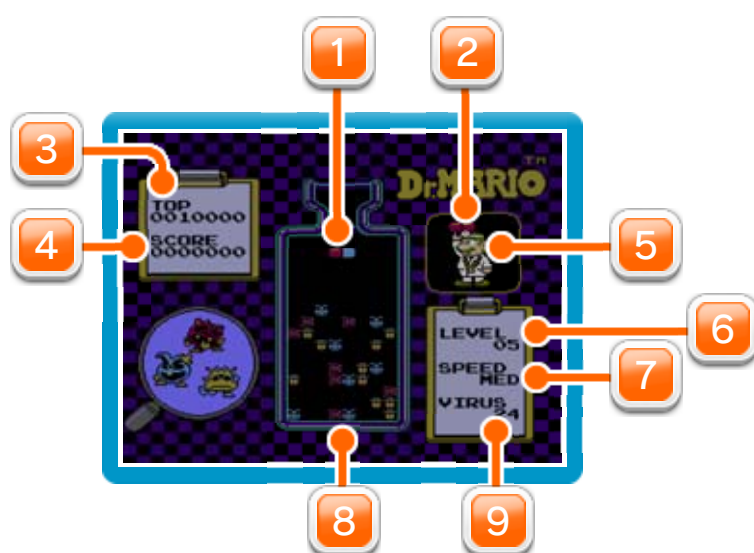 1
2
3
4
5
6
7
8
9
Dr.MARIO
TM
TOP
0010000
SCORE
0000000
LEVEL
05
SPEED
MED
VIRUS
24